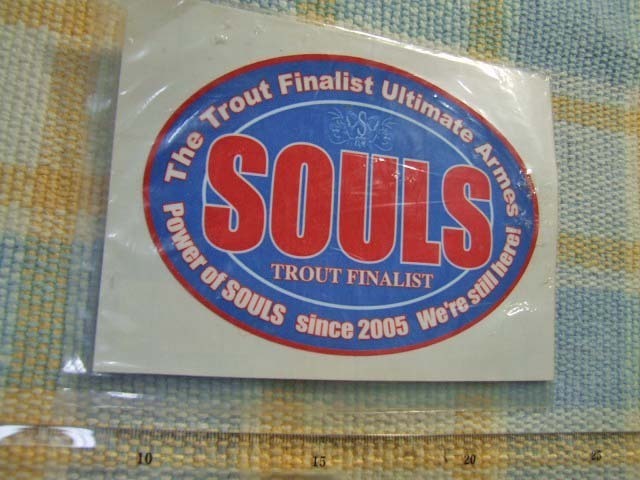 The Trout Finalist Ultimate Armes
SOULS
TROUT FINALIST
Power of SOULS since 2005 We're still here!
10 15 20 25